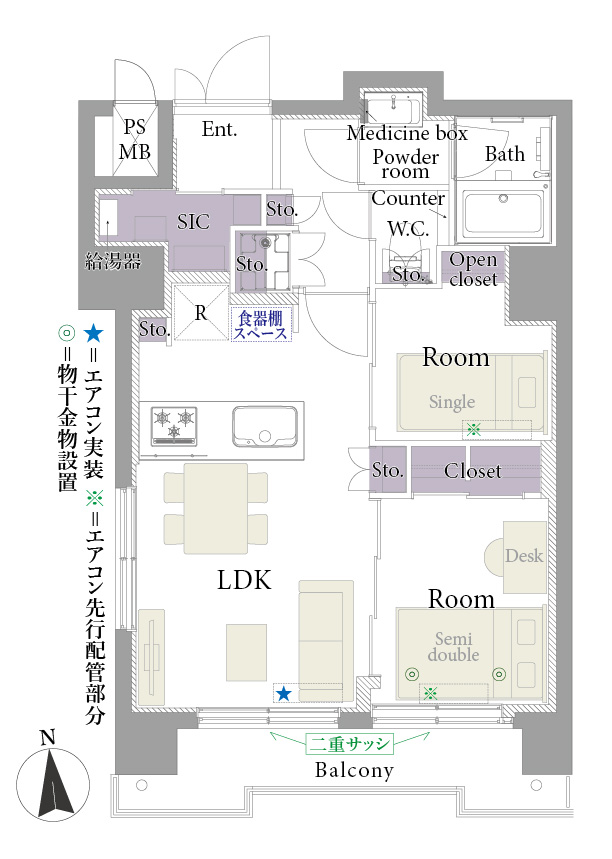 PS
MB
Ent.
Medicine box
Powder
room
Bath
Counter
W.C.
SIC
Sto.
Sto.
Sto.
Open
closet
給湯器
R
食器棚
スペース
Sto.
Room
Single
※
Sto.
Closet
★＝エアコン実装 ※＝エアコン先行配管部分
◎＝物干金物設置
LDK
Desk
Room
Semi
double
◎ ◎
★
※
二重サッシ
Balcony
N